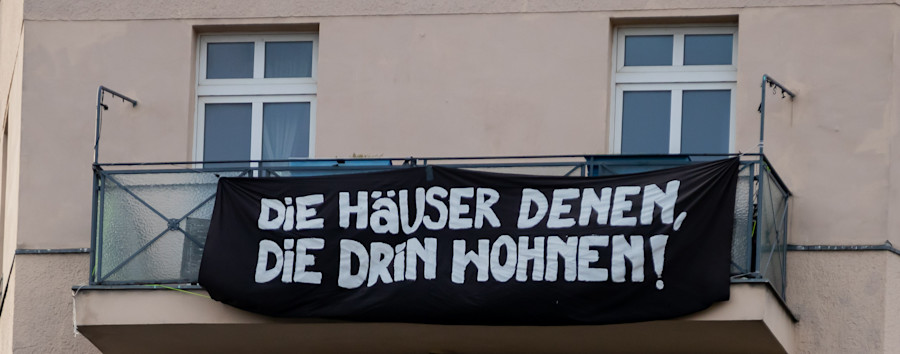 DiE HäUSER DENEN,
DiE DRiN WOHNEN!